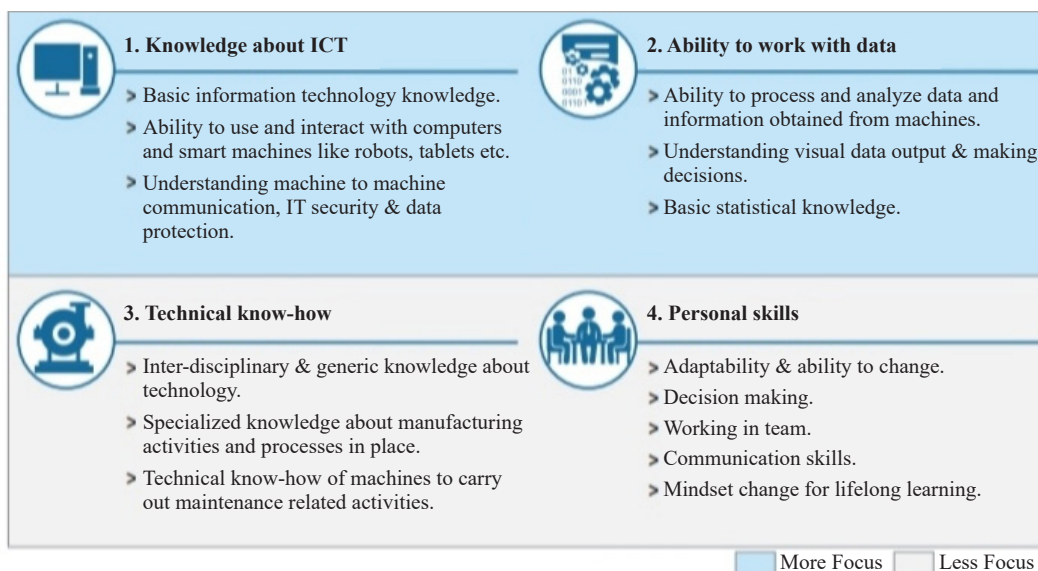 1. Knowledge about ICT
> Basic information technology knowledge.
> Ability to use and interact with computers
and smart machines like robots, tablets etc.
> Understanding machine to machine
communication, IT security & data
protection.
2. Ability to work with data
01
0110
0001
01101
> Ability to process and analyze data and
information obtained from machines.
> Understanding visual data output & making
decisions.
> Basic statistical knowledge.
3. Technical know-how
> Inter-disciplinary & generic knowledge about
technology.
> Specialized knowledge about manufacturing
activities and processes in place.
> Technical know-how of machines to carry
out maintenance related activities.
4. Personal skills
> Adaptability & ability to change.
> Decision making.
> Working in team.
> Communication skills.
> Mindset change for lifelong learning.
More Focus
Less Focus